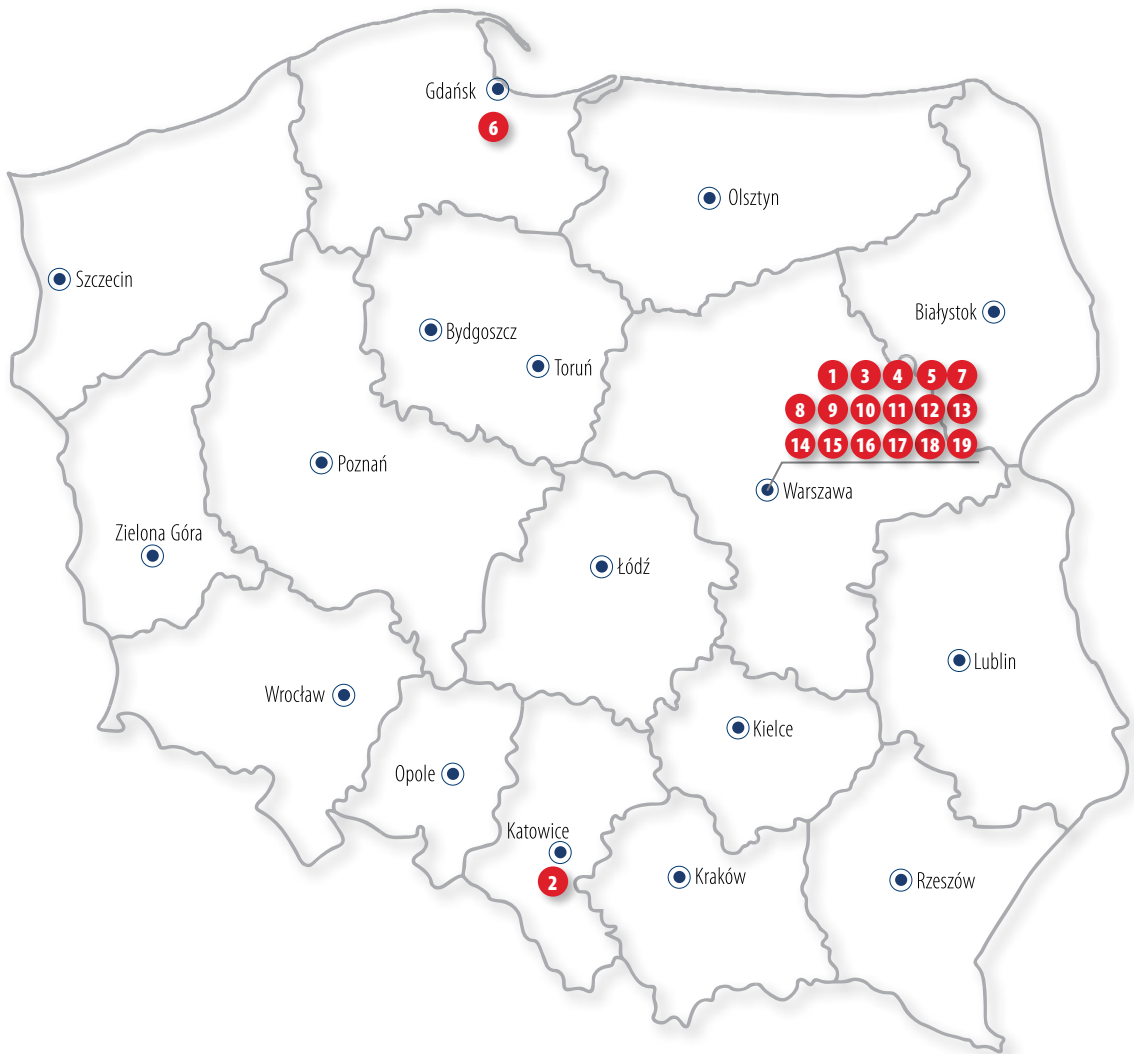 Gdańsk
6
Olsztyn
Szczecin
Białystok
Bydgoszcz
Toruń
1 3 4 5 7
8 9 10 11 12 13
14 15 16 17 18 19
Poznań
Warszawa
Zielona Góra
Łódź
Lublin
Wrocław
Kielce
Opole
Katowice
2
Kraków
Rzeszów